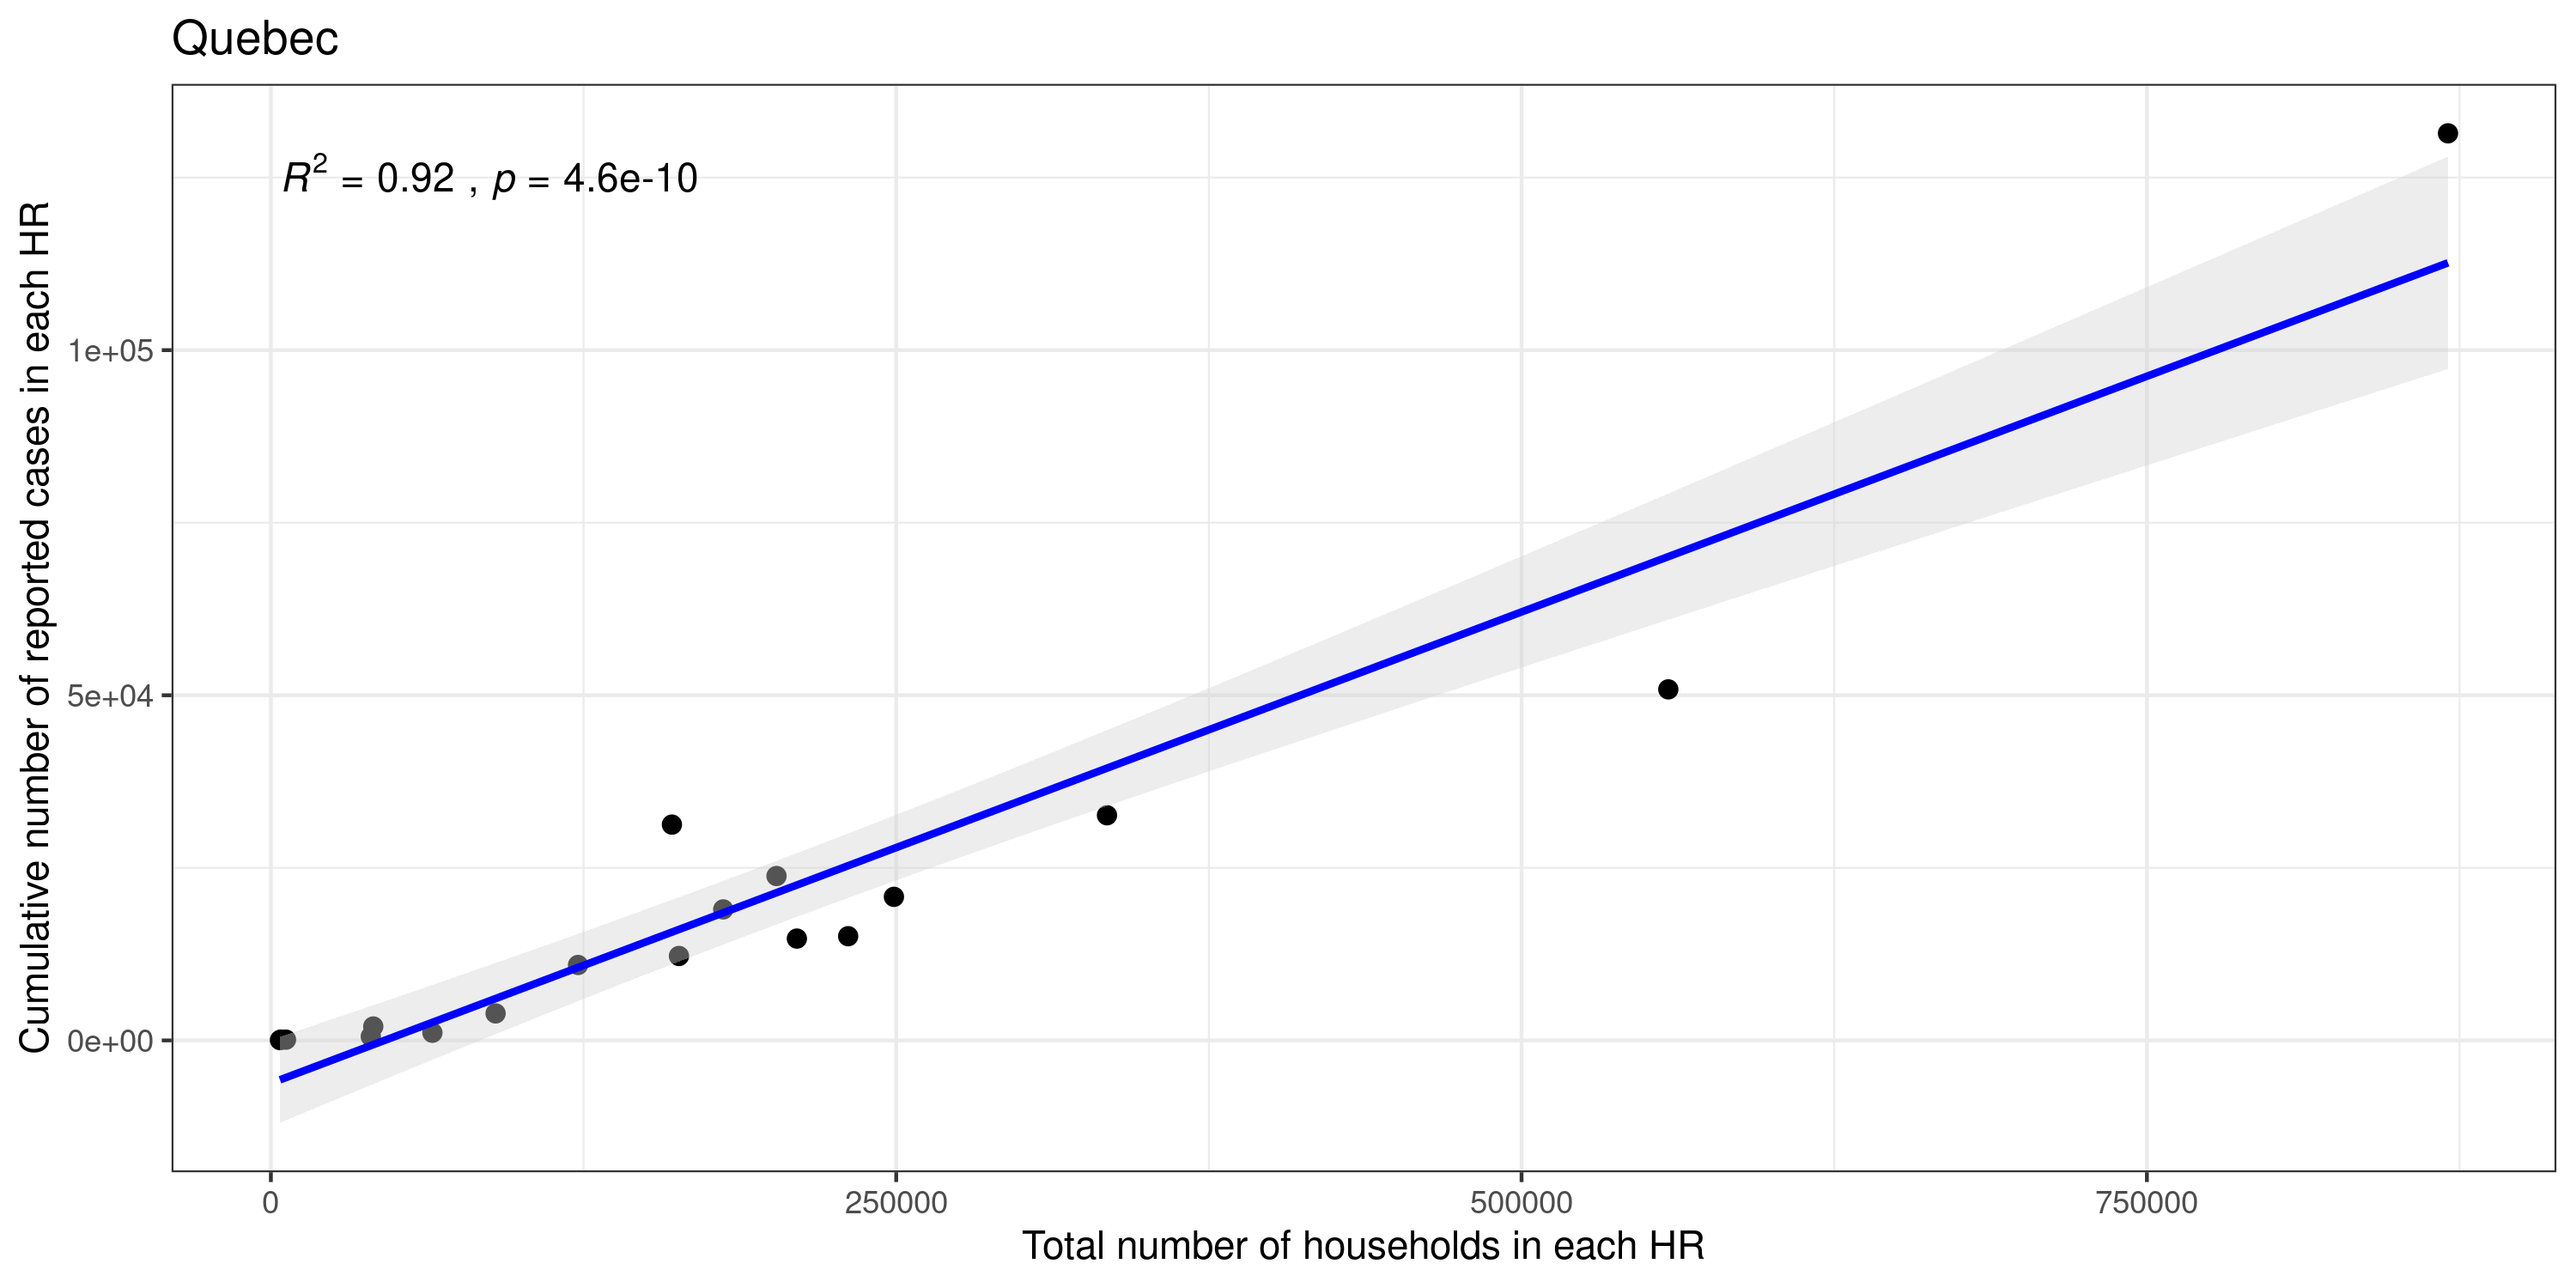 Quebec
R² = 0.92 , p = 4.6e-10
Cumulative number of reported cases in each HR
1e+05
5e+04
0e+00
0 250000 500000 750000
Total number of households in each HR